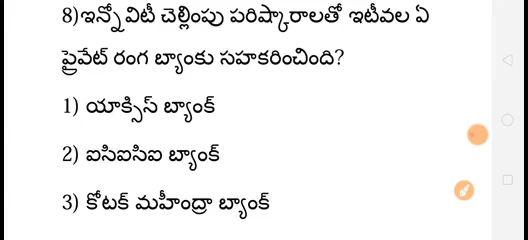 8)ఇన్నోవిటీ చెల్లింపు పరిష్కారాలతో ఇటీవల ఏ
ప్రైవేట్ రంగ బ్యాంకు సహకరించింది?
1) యాక్సిస్ బ్యాంక్
2) ఐసిఐసిఐ బ్యాంక్
3) కోటక్ మహీంద్రా బ్యాంక్